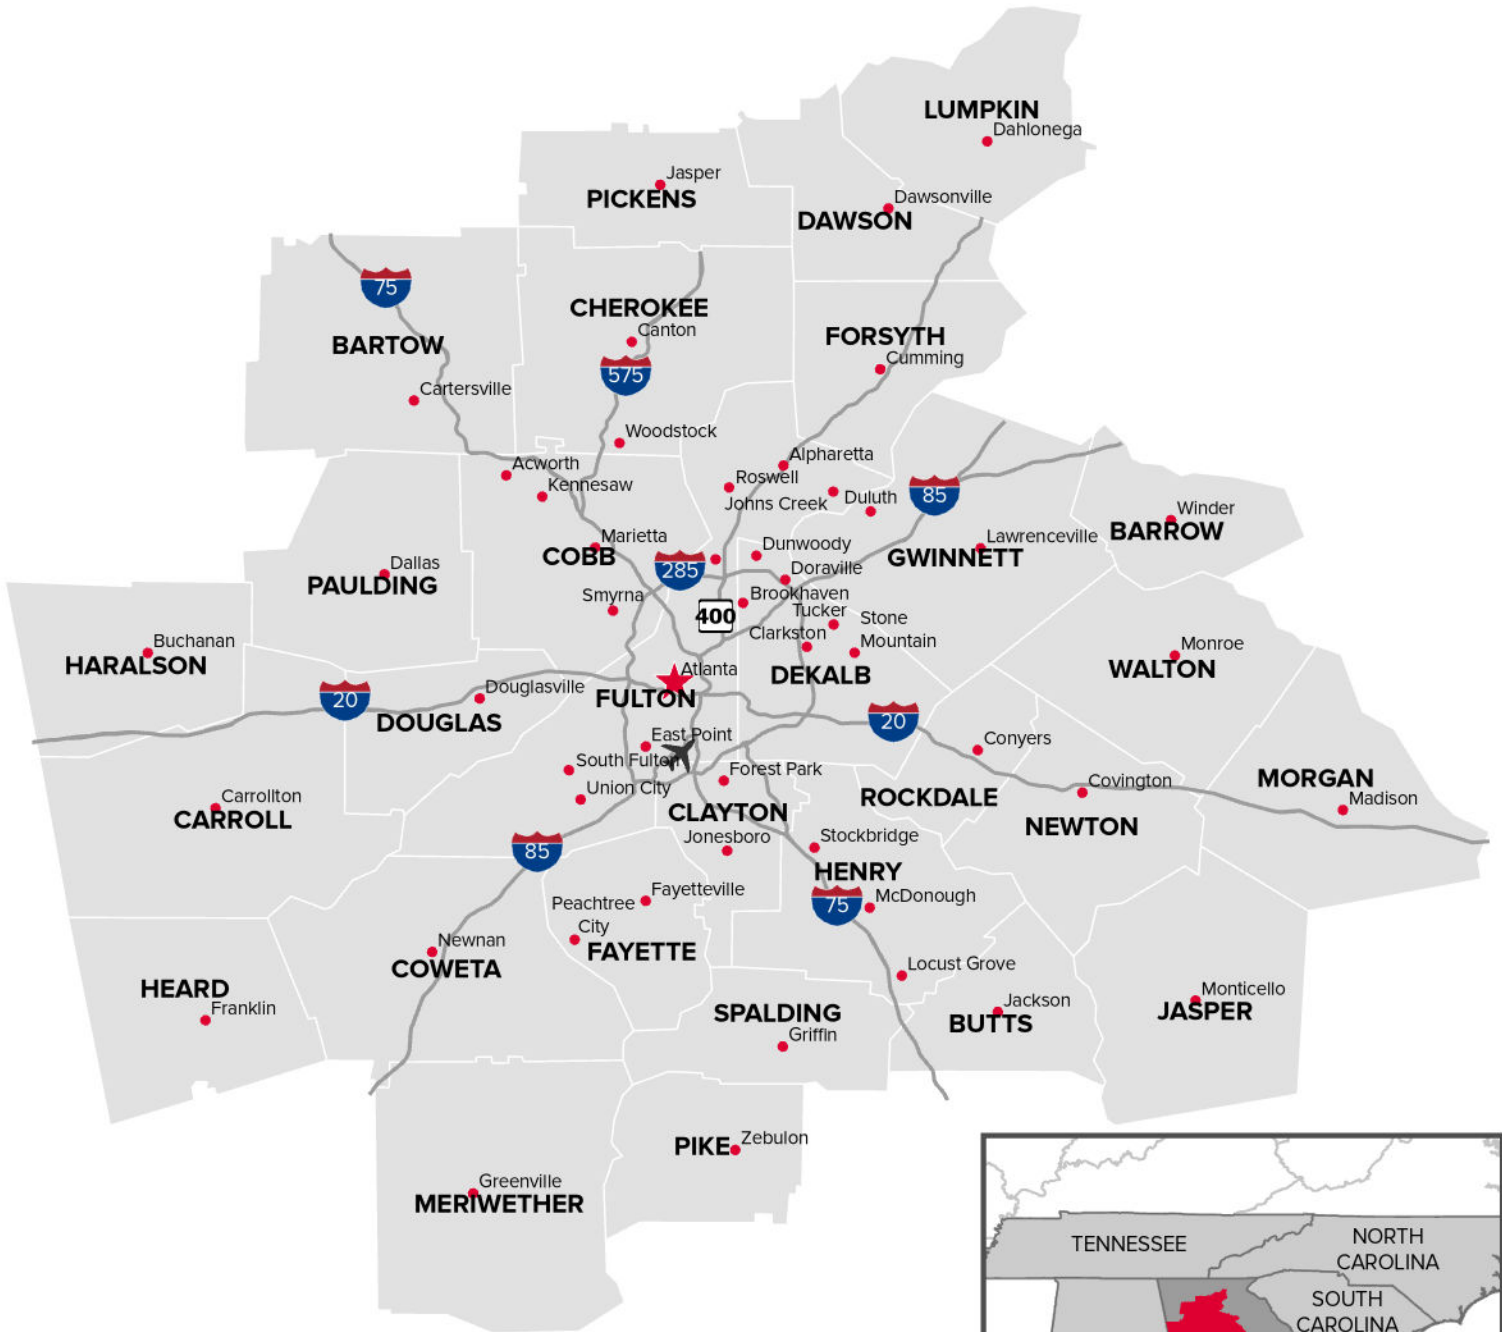 LUMPKIN
Dahlonega
Jasper
PICKENS
Dawsonville
DAWSON
75
CHEROKEE
Canton
BARTOW
FORSYTH
Cumming
575
Cartersville
Woodstock
Acworth
Kennesaw
Alpharetta
Roswell
Johns Creek
Duluth
85
Winder
BARROW
Marietta
COBB
Dunwoody
Lawrenceville
GWINNETT
Dallas
PAULDING
285
Doraville
Smyrna
Brookhaven
400
Tucker
Stone
Mountain
Clarkston
Buchanan
HARALSON
Monroe
WALTON
Atlanta
DEKALB
Douglasville
FULTON
20
DOUGLAS
20
East Point
Conyers
South Fulton
Forest Park
Union City
Covington
MORGAN
Madison
Carrollton
CARROLL
CLAYTON
ROCKDALE
NEWTON
Jonesboro
Stockbridge
85
HENRY
Fayetteville
McDonough
75
Peachtree
City
FAYETTE
Newnan
COWETA
Locust Grove
HEARD
Franklin
Monticello
JASPER
SPALDING
Griffin
Jackson
BUTTS
PIKE
Zebulon
Greenville
MERIWETHER
TENNESSEE
NORTH
CAROLINA
SOUTH
CAROLINA